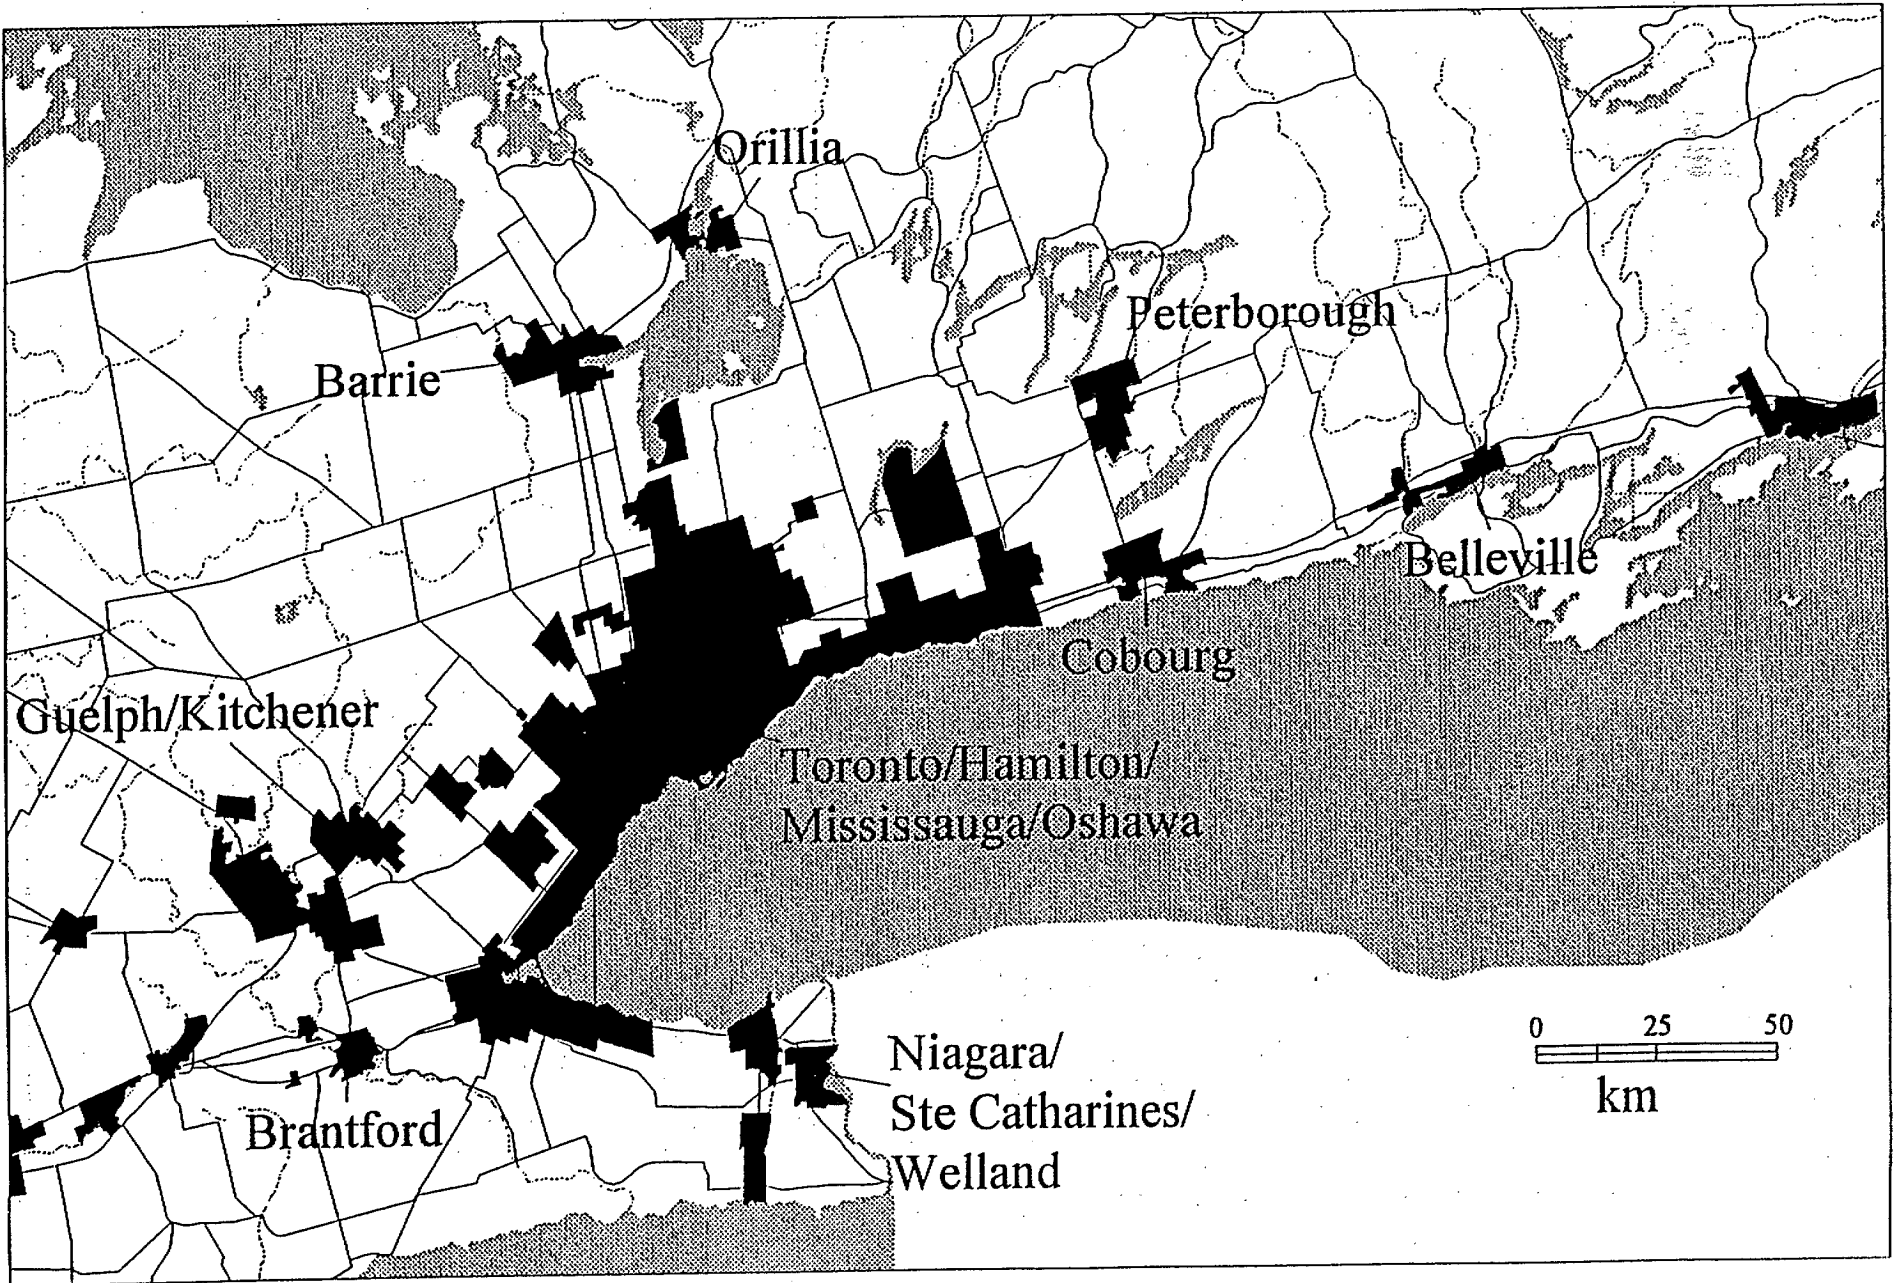 Orillia
Peterborough
Barrie
Belleville
Cobourg
Guelph/Kitchener
Toronto/Hamilton/
Mississauga/Oshawa
0 25 50
km
Niagara/
Ste Catharines/
Welland
Brantford